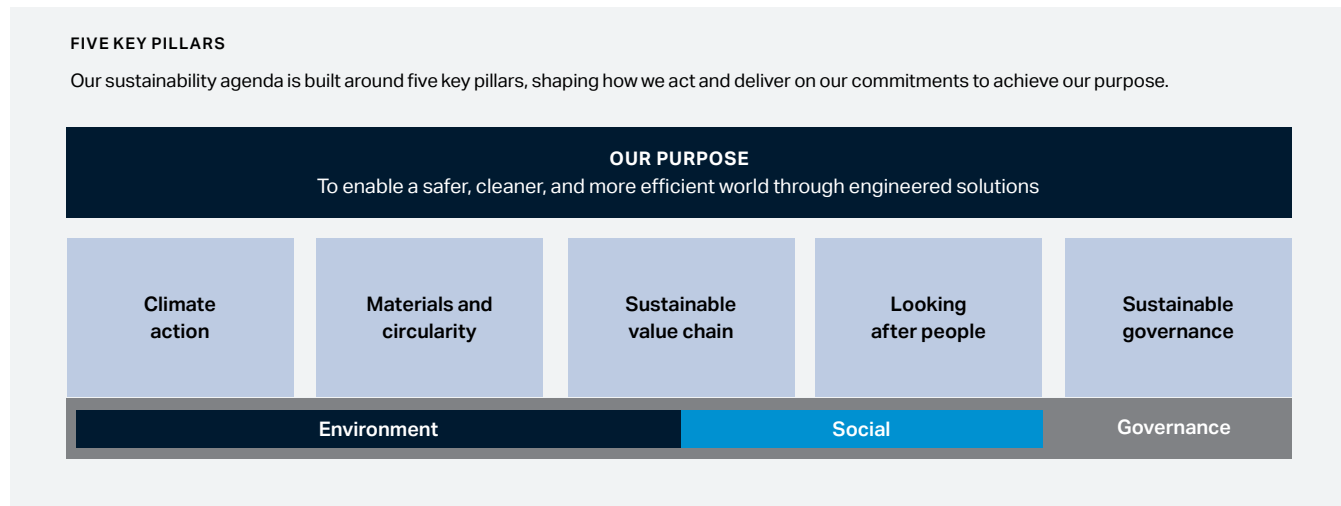 FIVE KEY PILLARS
Our sustainability agenda is built around five key pillars, shaping how we act and deliver on our commitments to achieve our purpose.
OUR PURPOSE
To enable a safer, cleaner, and more efficient world through engineered solutions
Climate
action
Materials and
circularity
Sustainable
value chain
Looking
after people
Sustainable
governance
Environment
Social
Governance